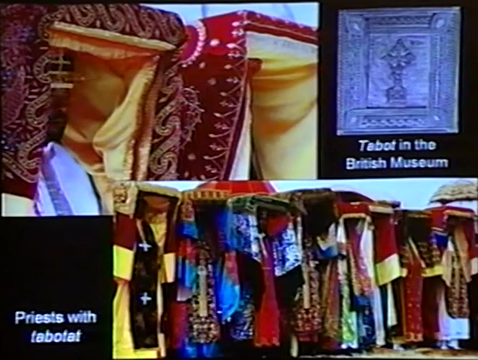 Tabot in the
British Museum
Priests with
tabotat